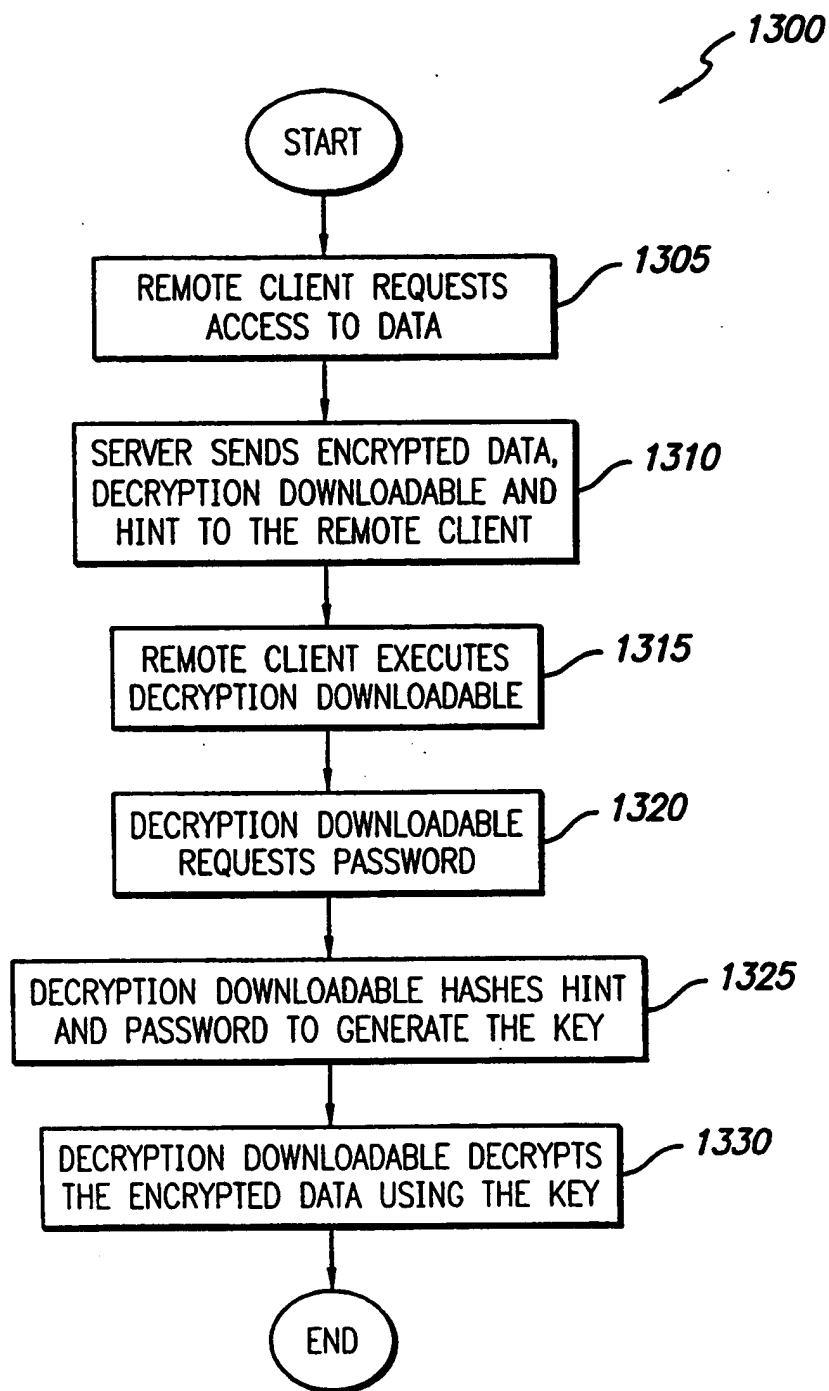 1300
START
REMOTE CLIENT REQUESTS
ACCESS TO DATA
1305
SERVER SENDS ENCRYPTED DATA,
DECRYPTION DOWNLOADABLE AND
HINT TO THE REMOTE CLIENT
1310
REMOTE CLIENT EXECUTES
DECRYPTION DOWNLOADABLE
1315
DECRYPTION DOWNLOADABLE
REQUESTS PASSWORD
1320
DECRYPTION DOWNLOADABLE HASHES HINT
AND PASSWORD TO GENERATE THE KEY
1325
DECRYPTION DOWNLOADABLE DECRYPTS
THE ENCRYPTED DATA USING THE KEY
1330
END